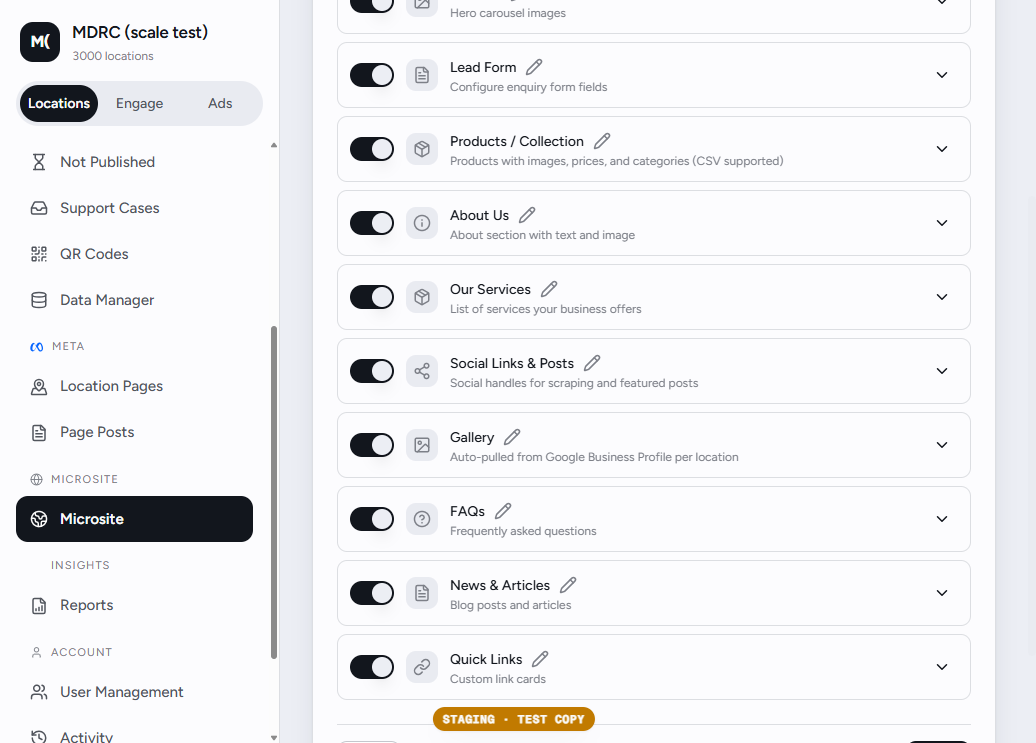 M(
MDRC (scale test)
3000 locations
Locations
Engage
Ads
Not Published
Support Cases
QR Codes
Data Manager
META
Location Pages
Page Posts
MICROSITE
Microsite
INSIGHTS
Reports
ACCOUNT
User Management
Activity
Hero carousel images
Lead Form
Configure enquiry form fields
Products / Collection
Products with images, prices, and categories (CSV supported)
About Us
About section with text and image
Our Services
List of services your business offers
Social Links & Posts
Social handles for scraping and featured posts
Gallery
Auto-pulled from Google Business Profile per location
FAQs
Frequently asked questions
News & Articles
Blog posts and articles
Quick Links
Custom link cards
STAGING · TEST COPY